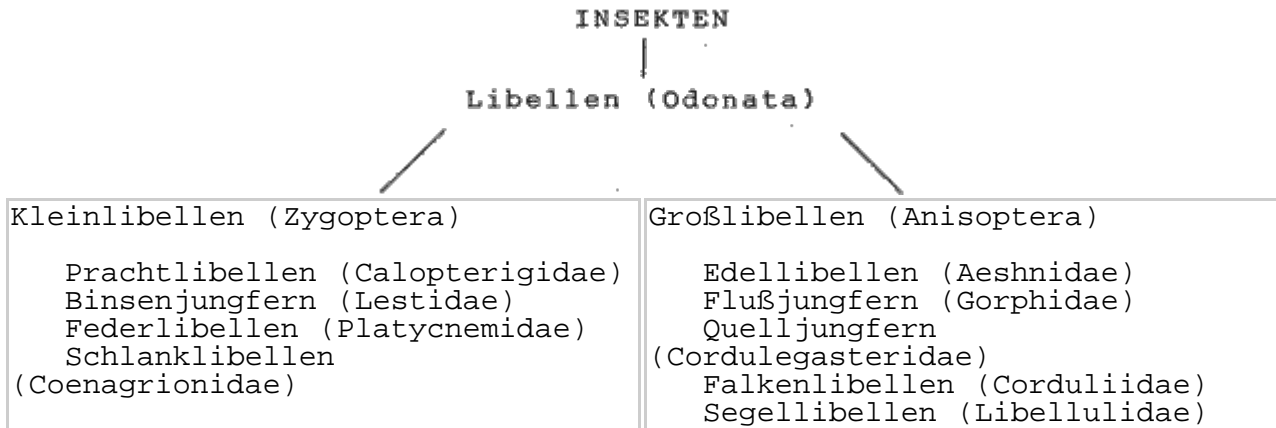 INSEKTEN
Libellen (Odonata)
Kleinlibellen (Zygoptera)
Prachtlibellen (Calopterigidae)
Binsenjungfern (Lestidae)
Federlibellen (Platycnemidae)
Schlanklibellen
(Coenagrionidae)
Großlibellen (Anisoptera)
Edellibellen (Aeshnidae)
Flußjungfern (Gorphidae)
Quelljungfern
(Cordulegasteridae)
Falkenlibellen (Corduliidae)
Segellibellen (Libellulidae)